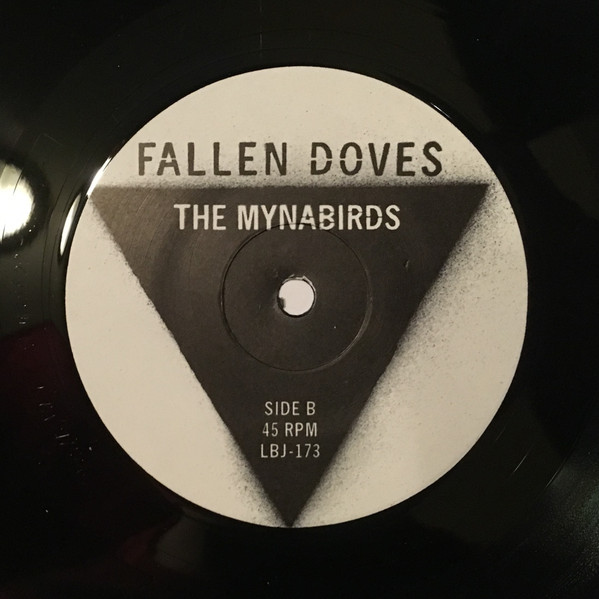 FALLEN DOVES
THE MYNABIRDS
SIDE B
45 RPM
LBJ-173